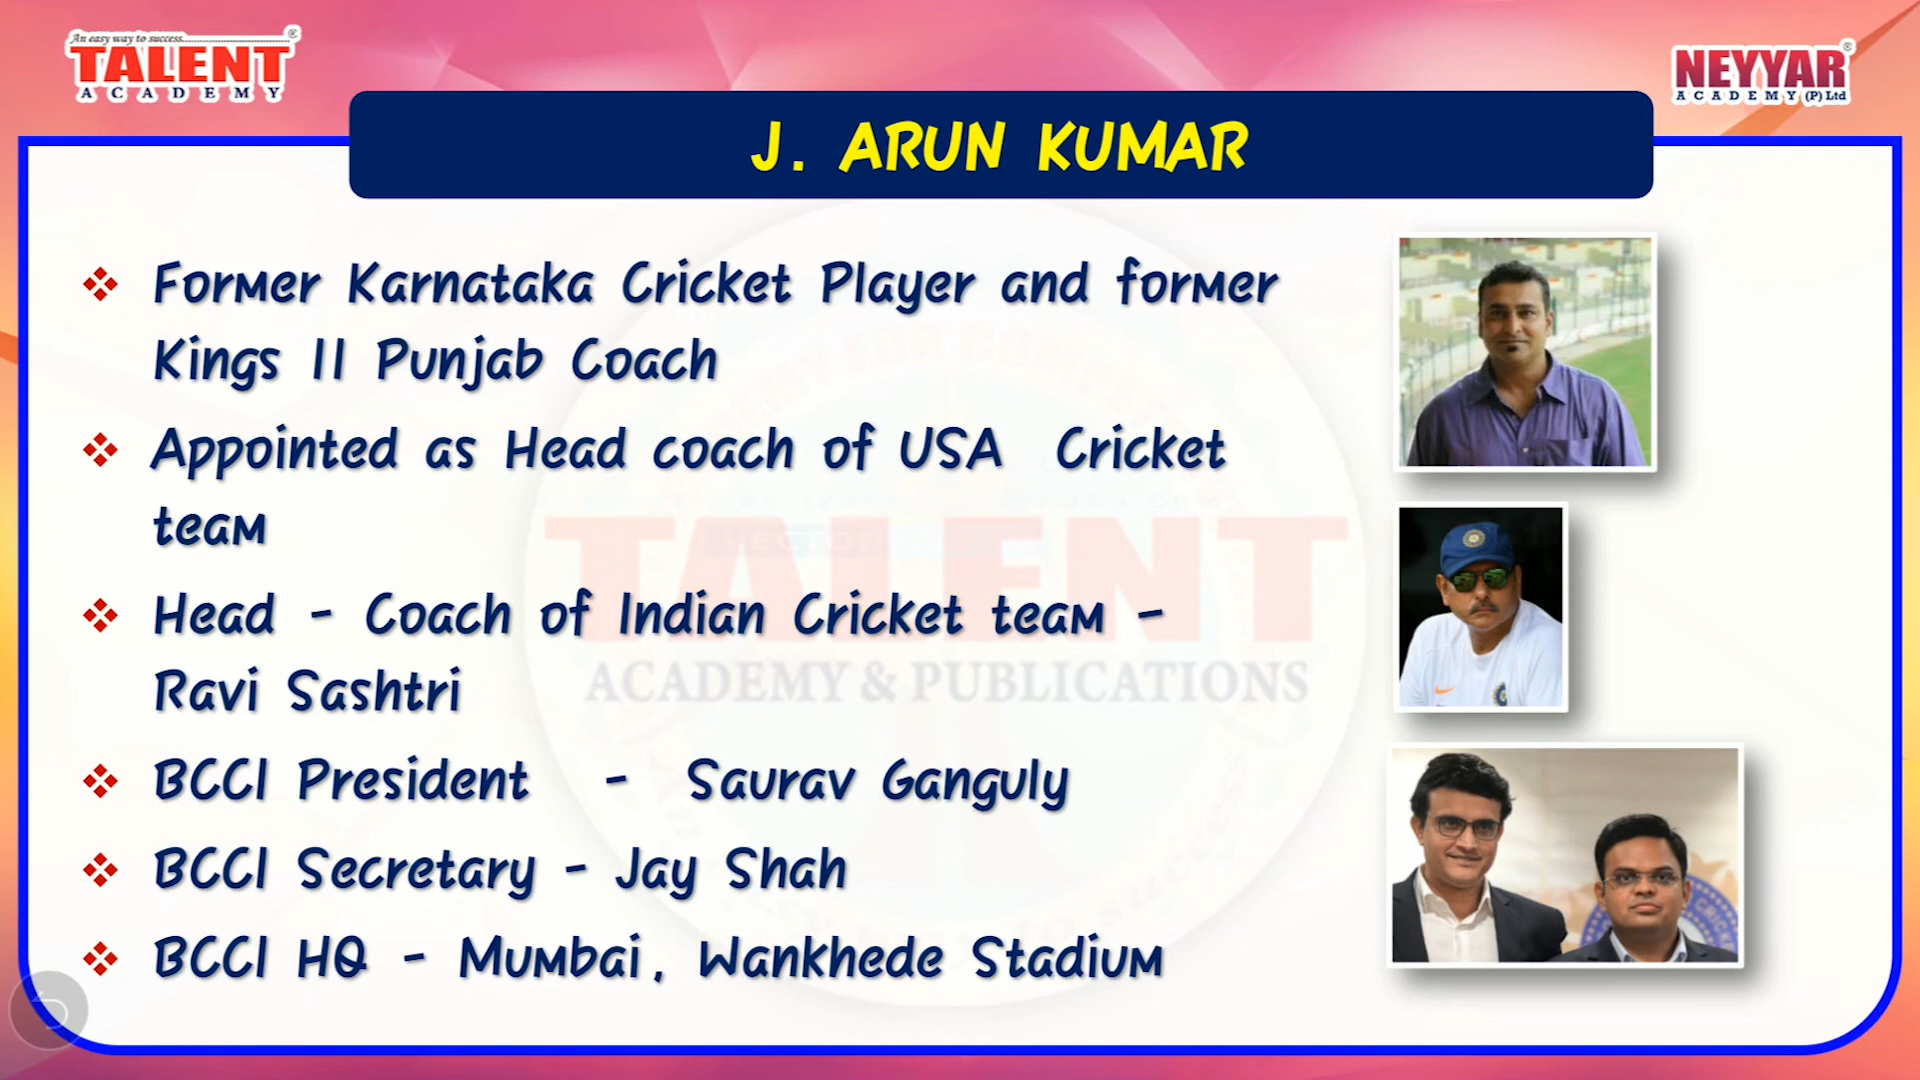 An easy way to success
TALENT
ACADEMY
NEYYAR
ACADEMY (P) Ltd
J. ARUN KUMAR
Former Karnataka Cricket Player and former
Kings 11 Punjab Coach
Appointed as Head coach of USA Cricket
team
Head - Coach of Indian Cricket team -
Ravi Sashtri
BCCI President - Saurav Ganguly
BCCI Secretary - Jay Shah
BCCI HQ - Mumbai, Wankhede Stadium
TALENT
ACADEMY & PUBLICATIONS